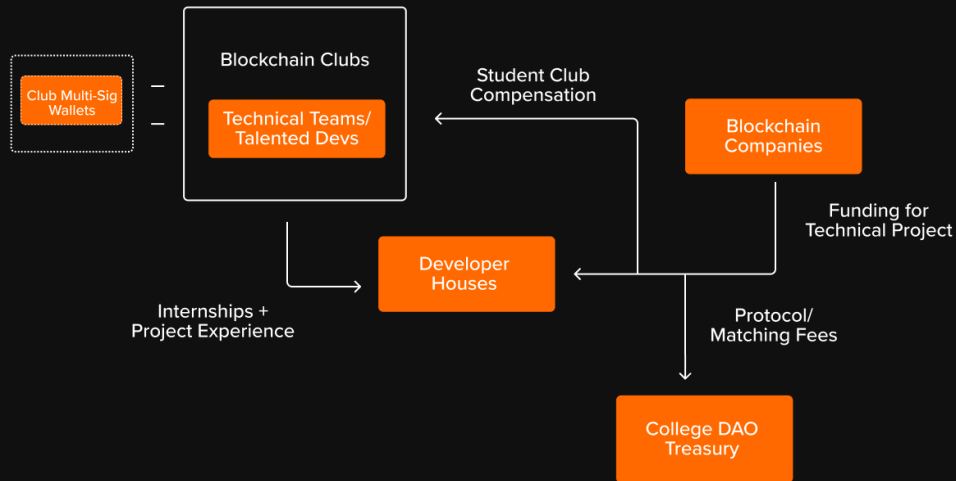 Blockchain Clubs
Club Multi-Sig
Wallets
Technical Teams/
Talented Devs
Student Club
Compensation
Blockchain
Companies
Funding for
Technical Project
Developer
Houses
Internships +
Project Experience
Protocol/
Matching Fees
College DAO
Treasury